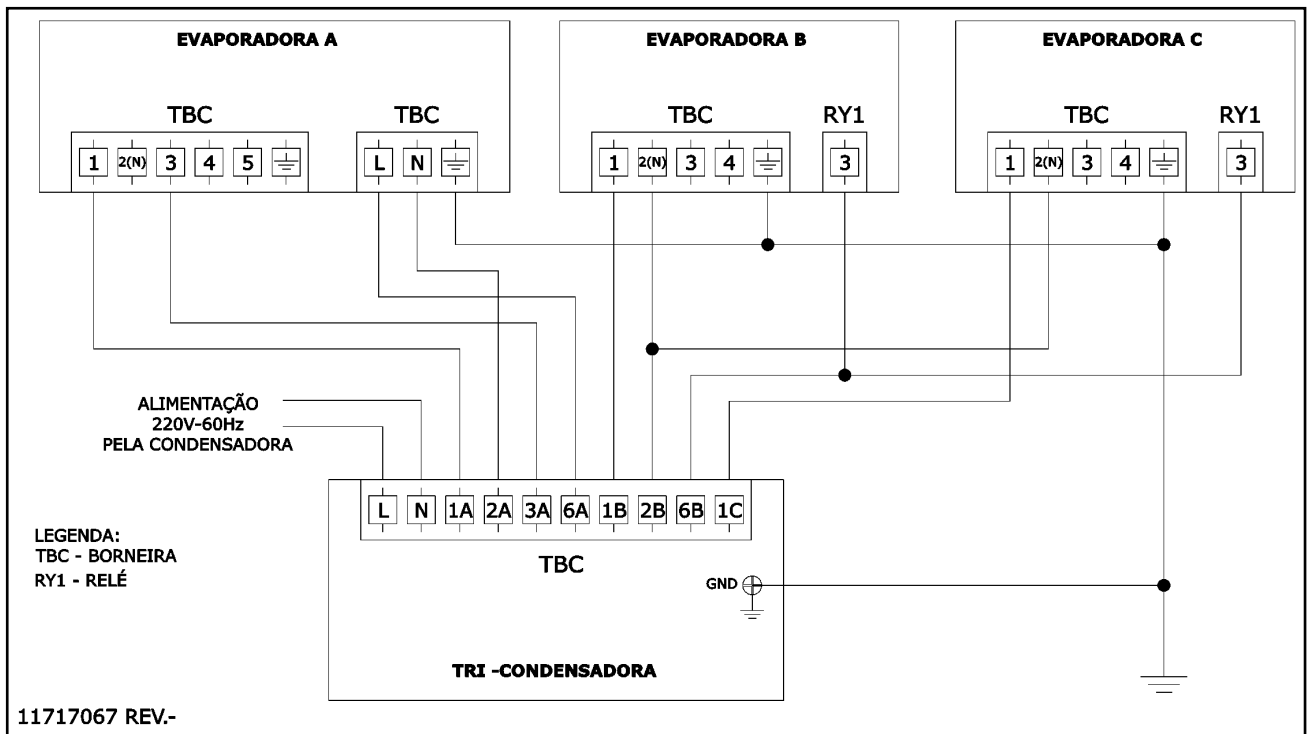 EVAPORADORA A
EVAPORADORA B
EVAPORADORA C
TBC TBC TBC RY1 TBC RY1
1 2(N) 3 4 5 L N 1 2(N) 3 4 3 1 2(N) 3 4 3
ALIMENTAÇÃO
220V-60Hz
PELA CONDENSADORA
L N 1A 2A 3A 6A 1B 2B 6B 1C
TBC
LEGENDA:
TBC - BORNEIRA
RY1 - RELÉ
GND
TRI -CONDENSADORA
11717067 REV.-